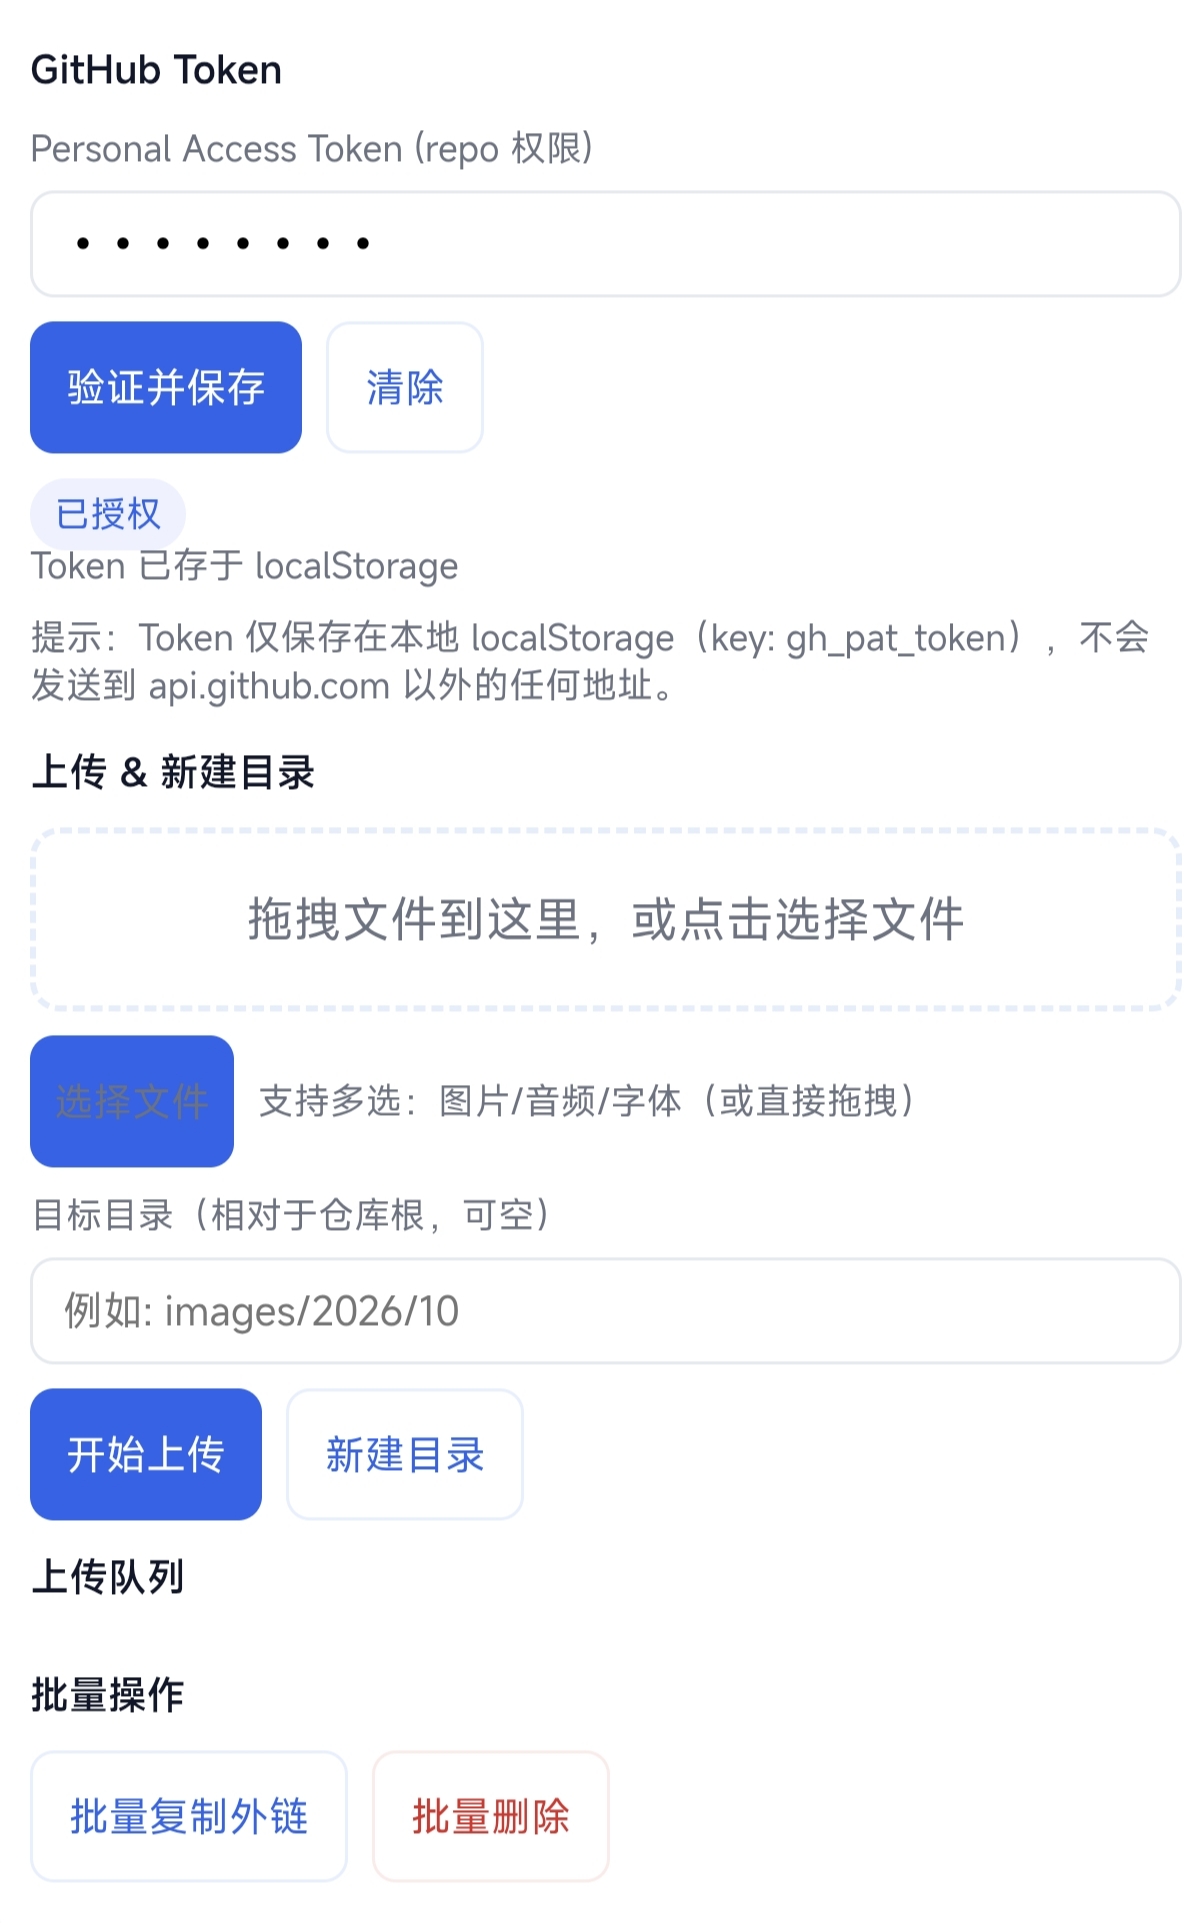 GitHub Token
Personal Access Token (repo 权限)
••••••••
验证并保存
清除
已授权
Token 已存于 localStorage
提示：Token 仅保存在本地 localStorage（key: gh_pat_token），不会
发送到 api.github.com 以外的任何地址。
上传 & 新建目录
拖拽文件到这里，或点击选择文件
选择文件
支持多选：图片/音频/字体（或直接拖拽）
目标目录（相对于仓库根，可空）
例如: images/2026/10
开始上传
新建目录
上传队列
批量操作
批量复制外链
批量删除